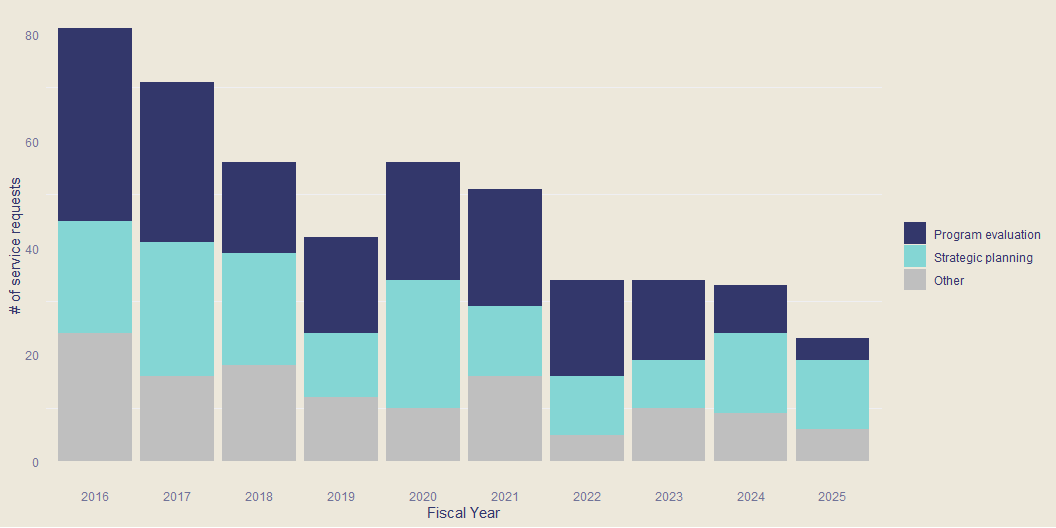 80
60
40
20
0
# of service requests
2016 2017 2018 2019 2020 2021 2022 2023 2024 2025
Fiscal Year
Program evaluation
Strategic planning
Other